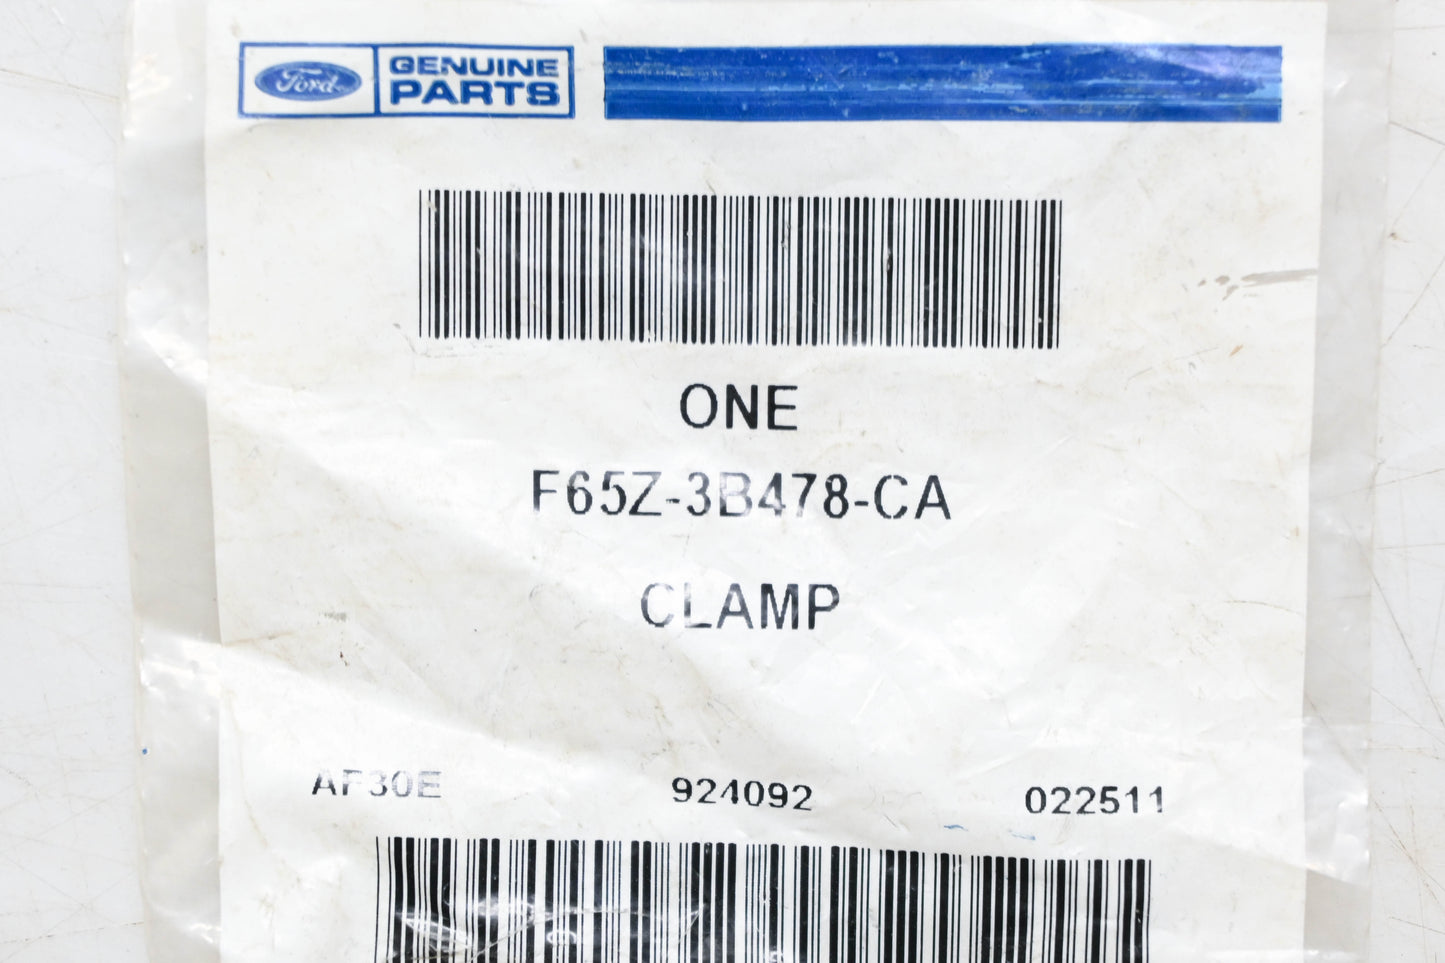 Ford
GENUINE
PARTS
ONE
F65Z-3B478-CA
CLAMP
AF30E 924092 022511